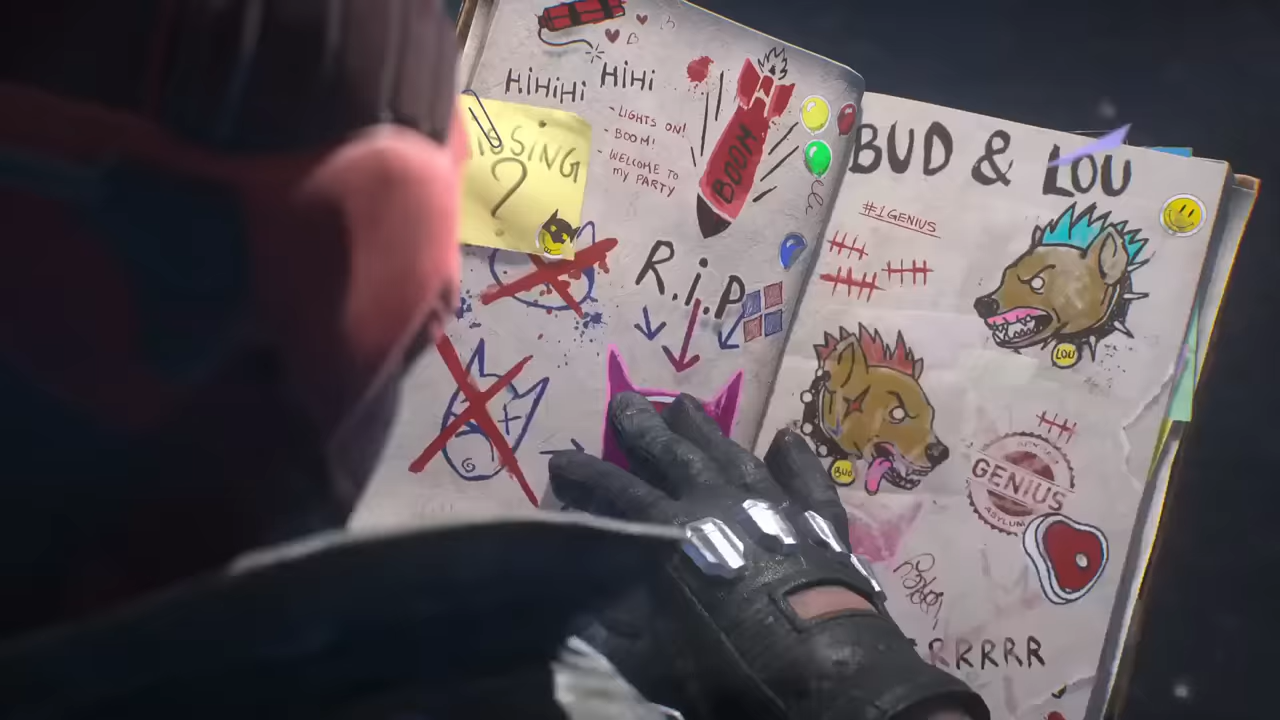 HiHiHi HiHi
- LIGHTS ON!
- BOOM!
- WELCOME TO
MY PARTY
BOOM
?
R.i.P
G
BUD & LOU
#1 GENIUS
LOU
BUD
GENIUS
ASYLUM
RRRRR